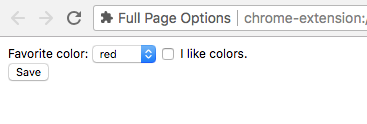 Full Page Options | chrome-extension:/
Favorite color: red I like colors.
Save